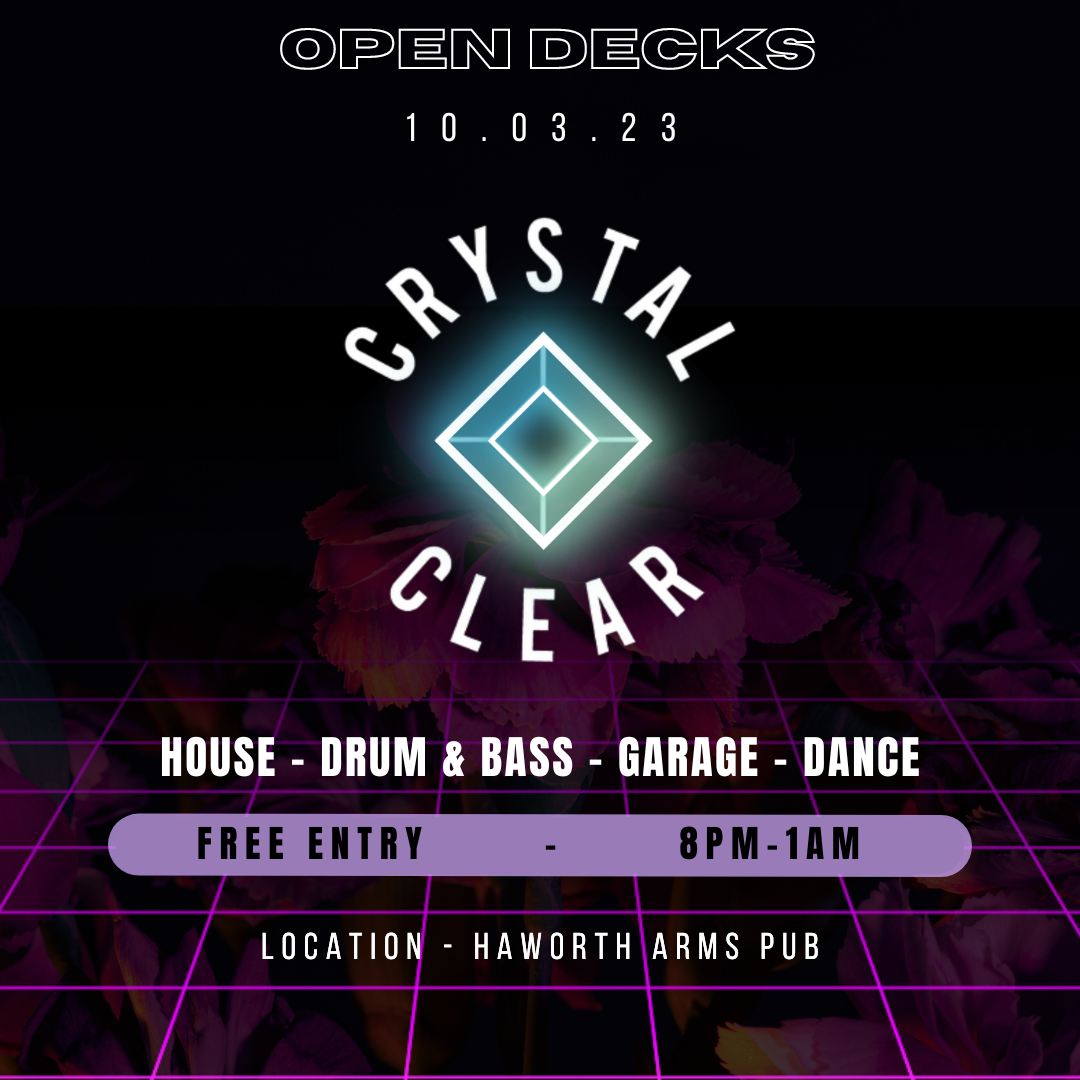 OPEN DECKS
10.03.23
CRYSTAL
CLEAR
HOUSE - DRUM & BASS - GARAGE - DANCE
FREE ENTRY - 8PM-1AM
LOCATION - HAWORTH ARMS PUB